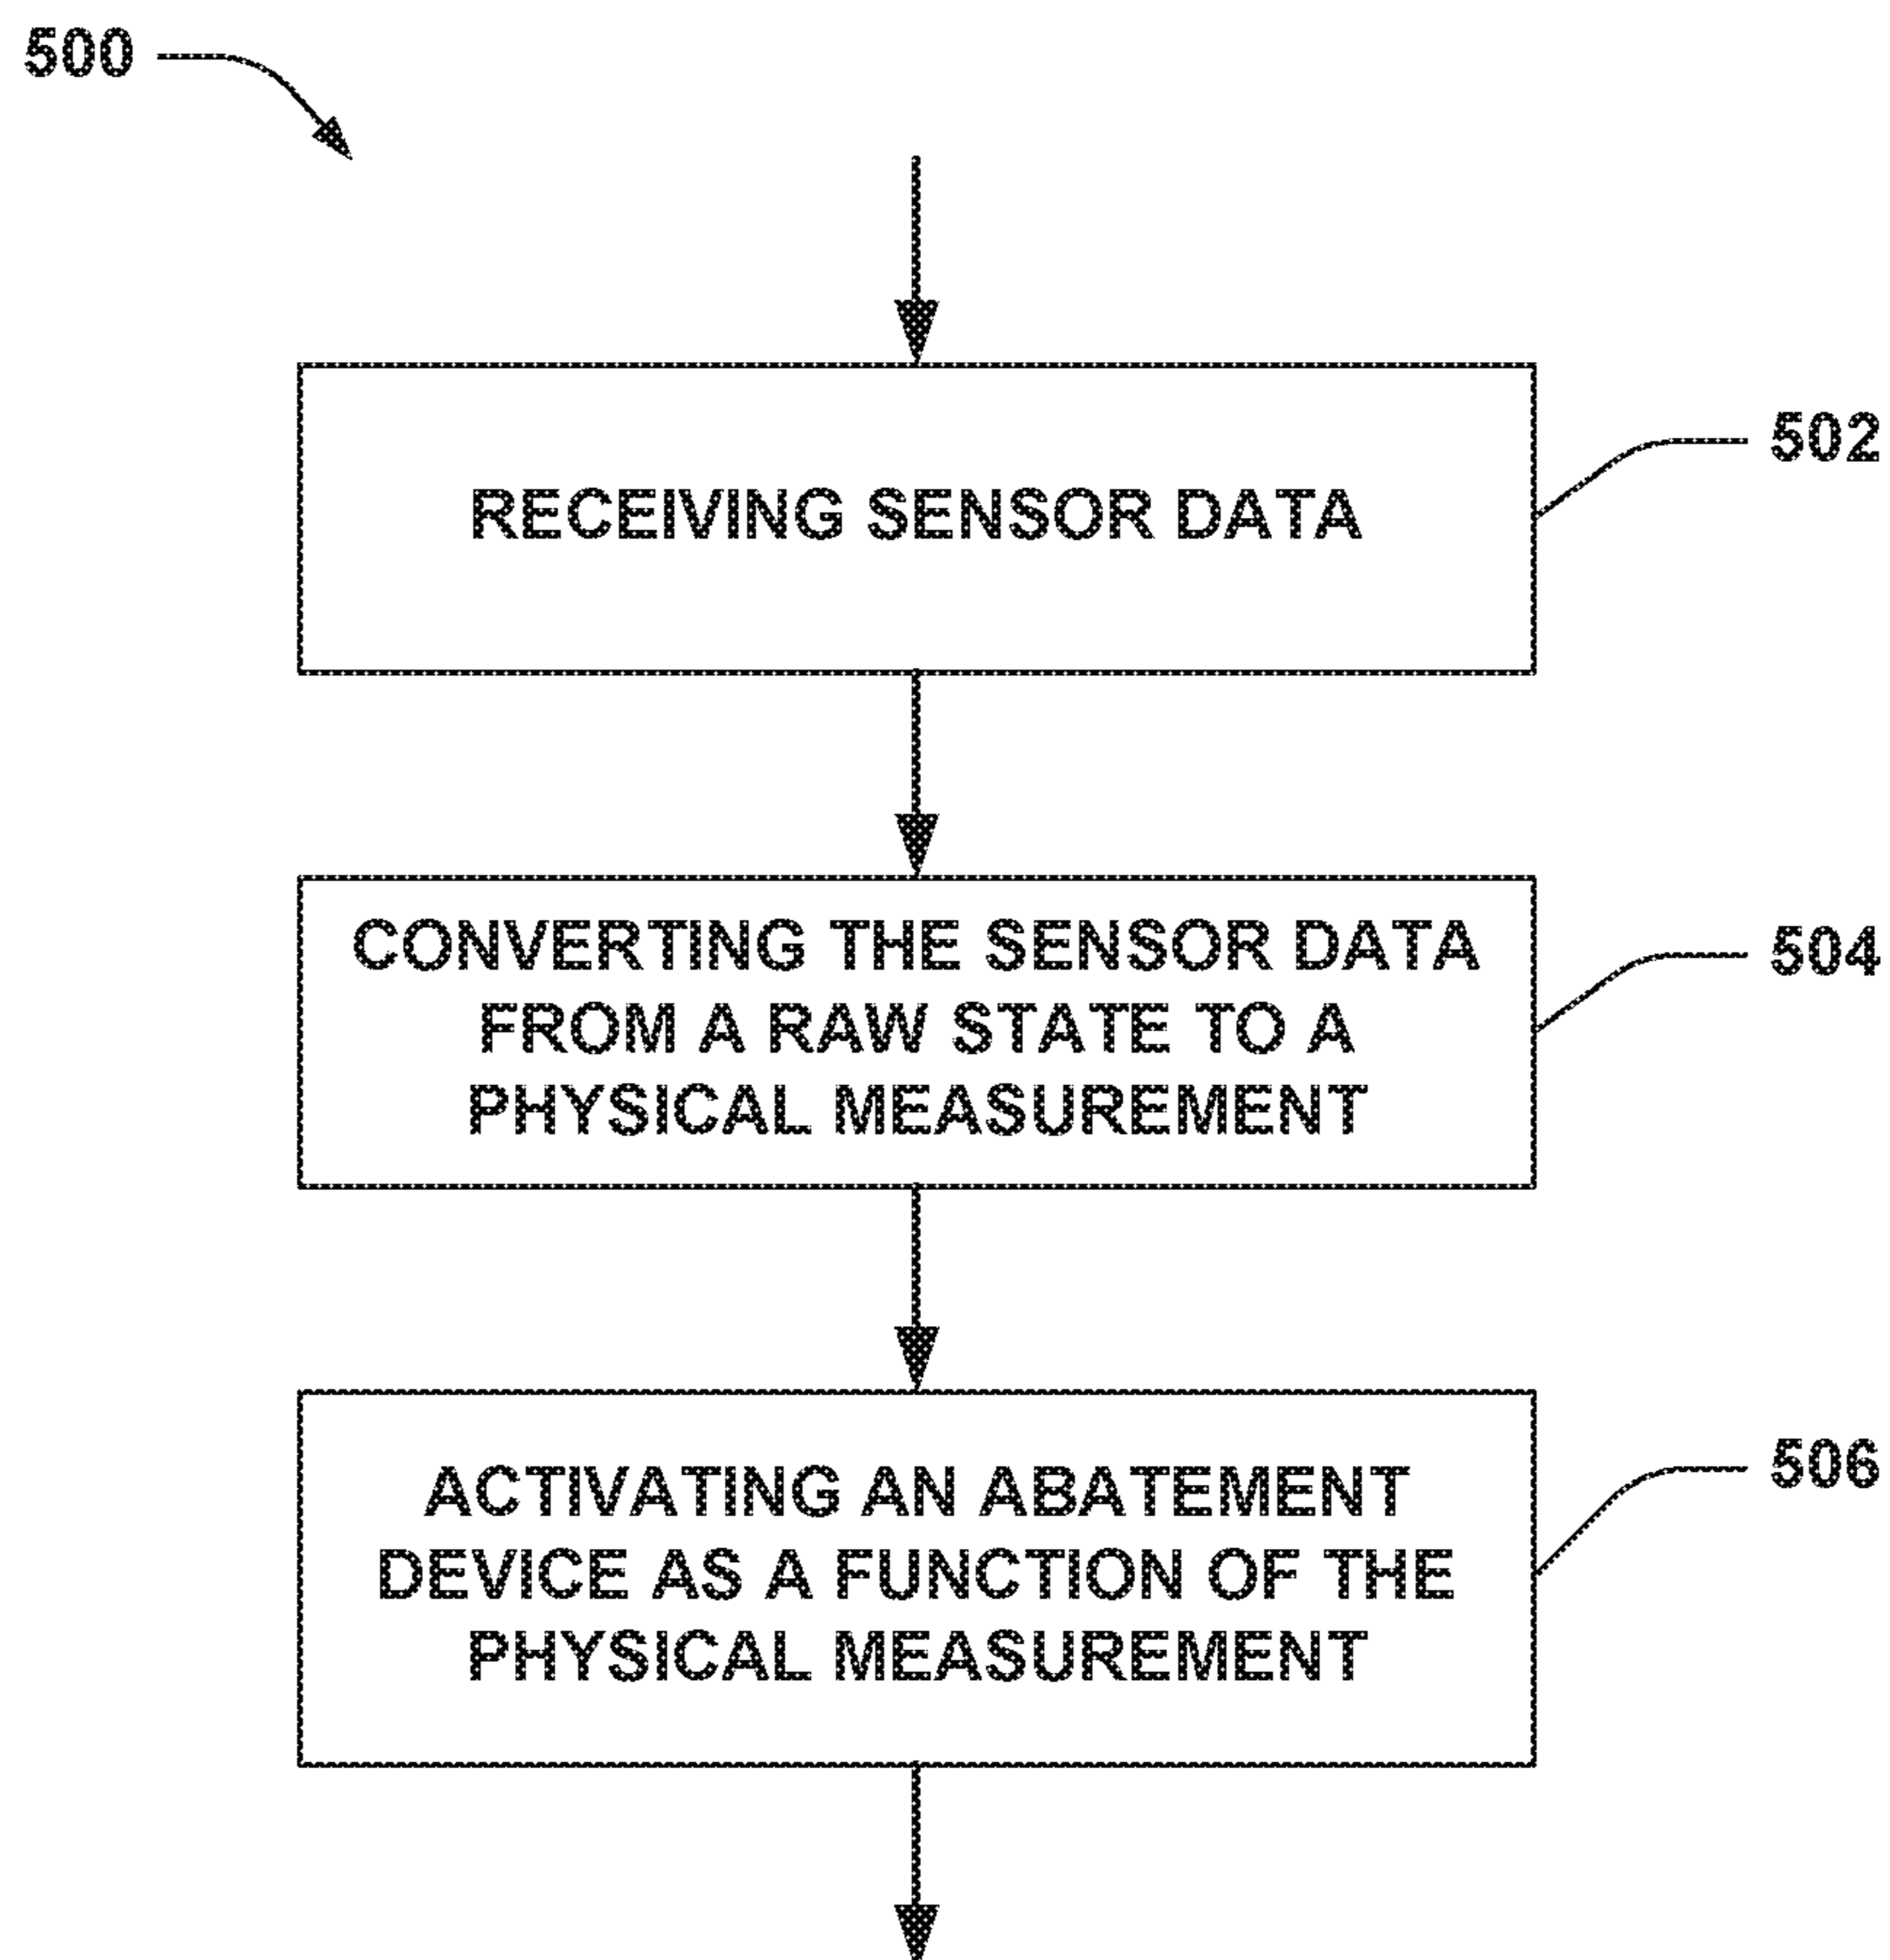 500
RECEIVING SENSOR DATA
502
CONVERTING THE SENSOR DATA
FROM A RAW STATE TO A
PHYSICAL MEASUREMENT
504
ACTIVATING AN ABATEMENT
DEVICE AS A FUNCTION OF THE
PHYSICAL MEASUREMENT
506